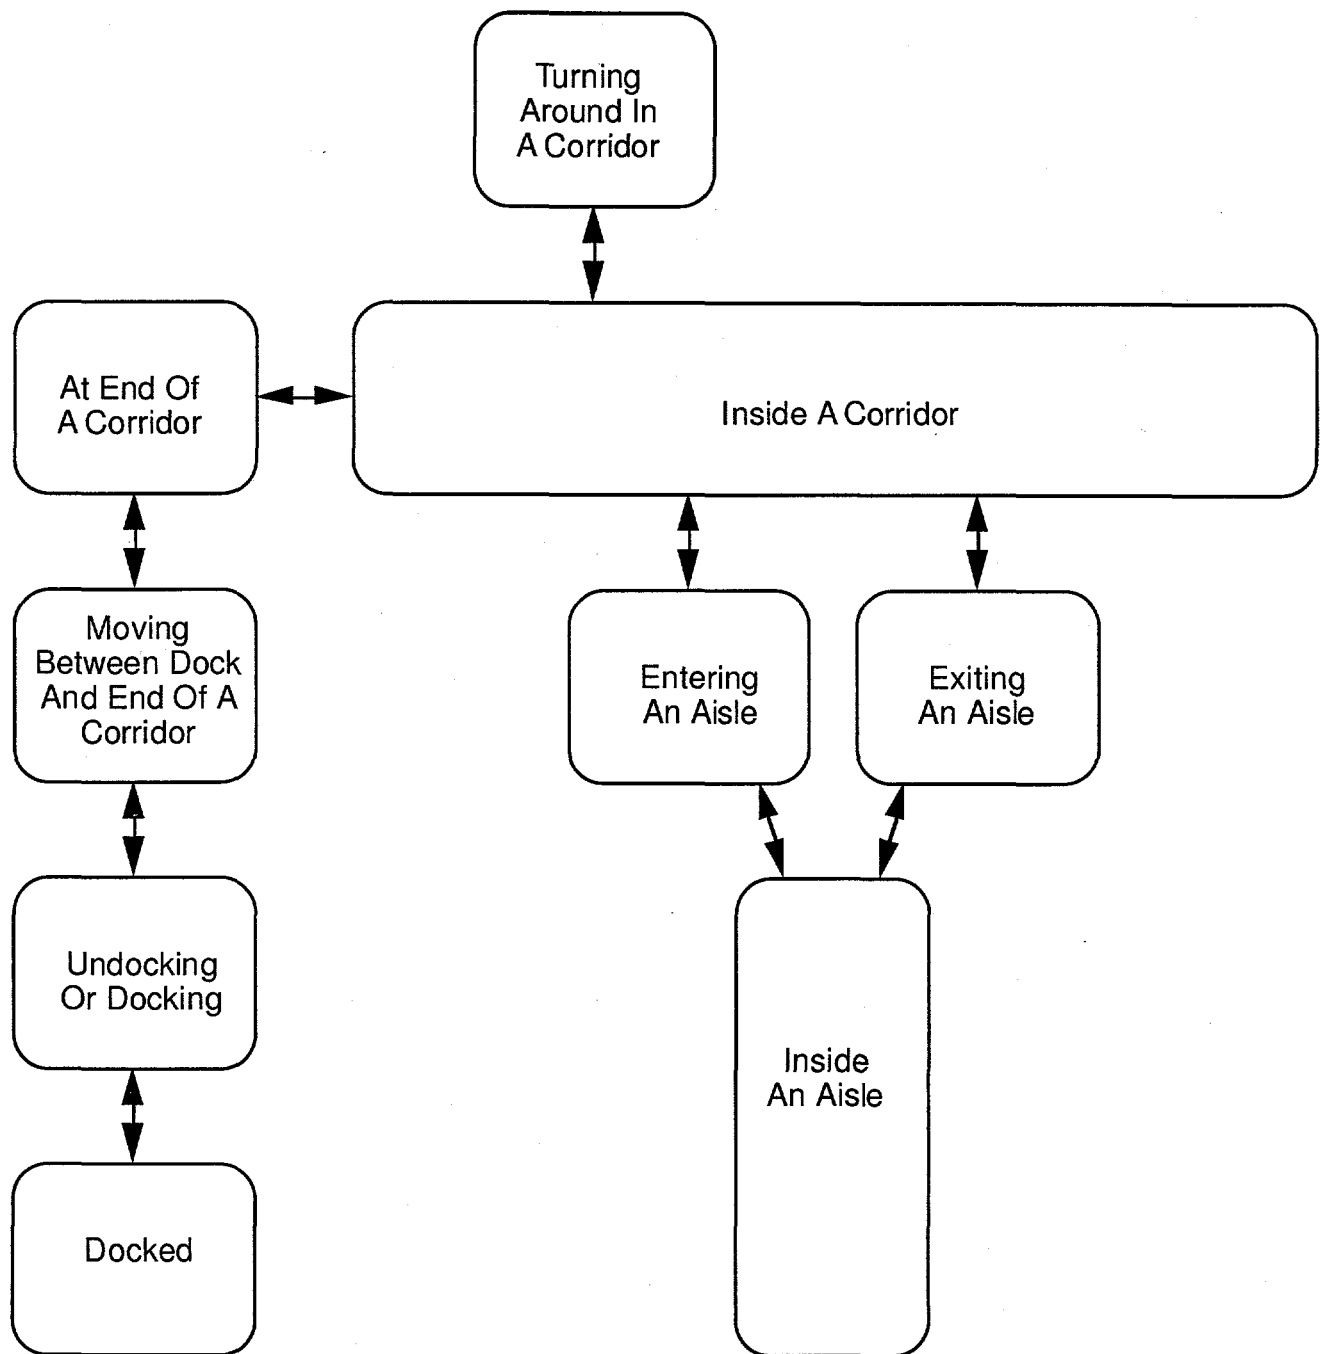 Turning
Around In
A Corridor
At End Of
A Corridor
Inside A Corridor
Moving
Between Dock
And End Of A
Corridor
Entering
An Aisle
Exiting
An Aisle
Undocking
Or Docking
Inside
An Aisle
Docked